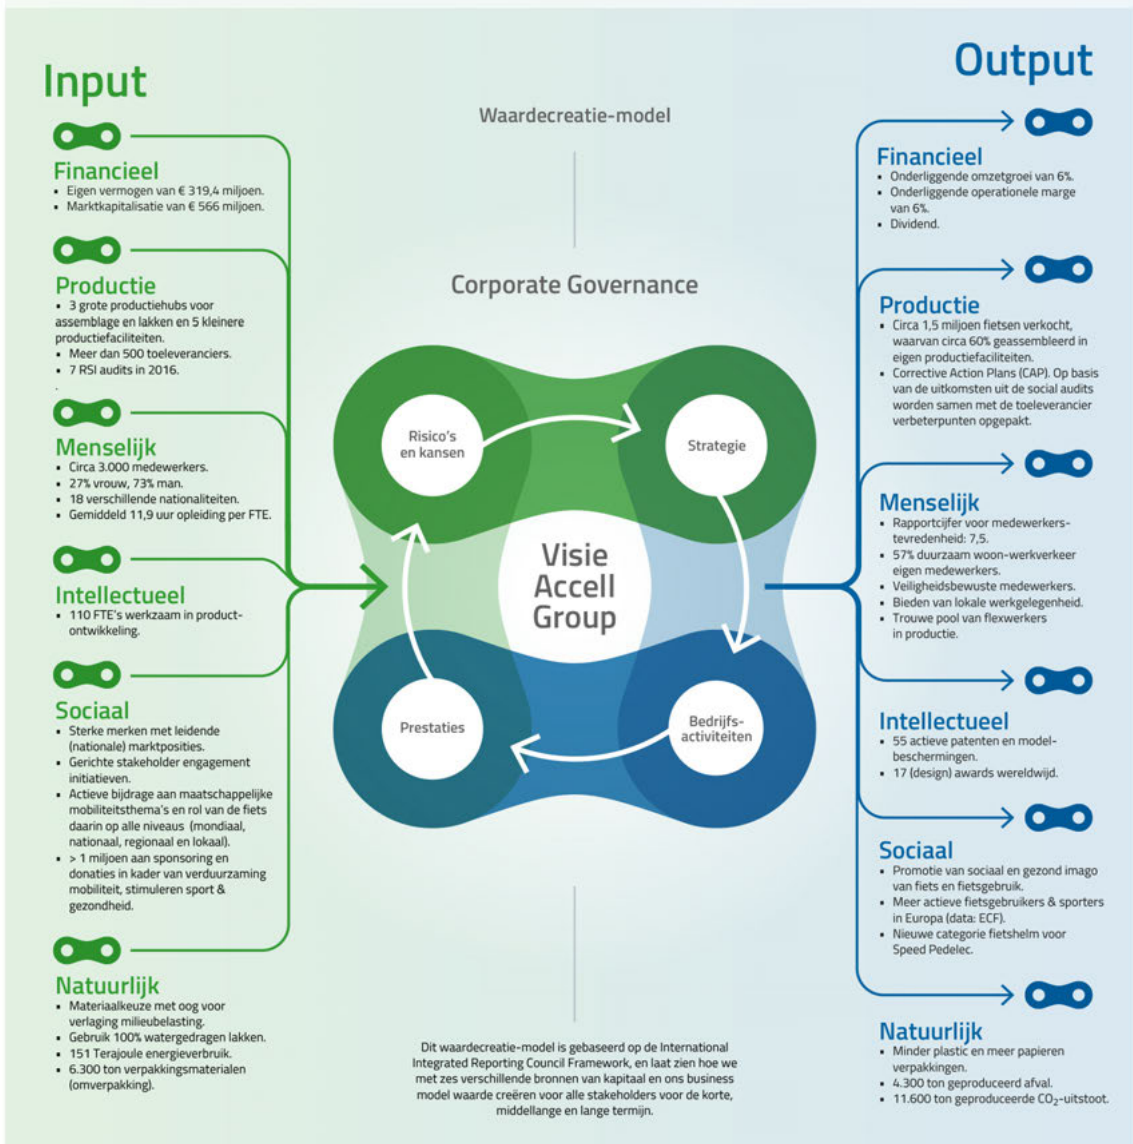 Input
Financieel
▪ Eigen vermogen van € 319,4 miljoen.
▪ Marktkapitalisatie van € 566 miljoen.
Productie
▪ 3 grote productiehubs voor
assemblage en lakken en 5 kleinere
productiefaciliteiten.
▪ Meer dan 500 toeleveranciers.
▪ 7 RSI audits in 2016.
.
Menselijk
▪ Circa 3.000 medewerkers.
▪ 27% vrouw, 73% man.
▪ 18 verschillende nationaliteiten.
▪ Gemiddeld 11,9 uur opleiding per FTE.
Intellectueel
▪ 110 FTE's werkzaam in product-
ontwikkeling.
Sociaal
▪ Sterke merken met leidende
(nationale) marktposities.
▪ Gerichte stakeholder engagement
initiatieven.
▪ Actieve bijdrage aan maatschappelijke
mobiliteitsthema's en rol van de fiets
daarin op alle niveaus (mondiaal,
nationaal, regionaal en lokaal).
▪ > 1 miljoen aan sponsoring en
donaties in kader van verduurzaming
mobiliteit, stimuleren sport &
gezondheid.
Natuurlijk
▪ Materiaalkeuze met oog voor
verlaging milieubelasting.
▪ Gebruik 100% watergedragen lakken.
▪ 151 Terajoule energieverbruik.
▪ 6.300 ton verpakkingsmaterialen
(omverpakking).
Waardecreatie-model
Corporate Governance
Risico's
en kansen
Strategie
Visie
Accell
Group
Prestaties
Bedrijfs-
activiteiten
Dit waardecreatie-model is gebaseerd op de International
Integrated Reporting Council Framework, en laat zien hoe we
met zes verschillende bronnen van kapitaal en ons business
model waarde creëren voor alle stakeholders voor de korte,
middellange en lange termijn.
Output
Financieel
▪ Onderliggende omzetgroei van 6%.
▪ Onderliggende operationele marge
van 6%.
▪ Dividend.
Productie
▪ Circa 1,5 miljoen fietsen verkocht,
waarvan circa 60% geassembleerd in
eigen productiefaciliteiten.
▪ Corrective Action Plans (CAP). Op basis
van de uitkomsten uit de social audits
worden samen met de toeleverancier
verbeterpunten opgepakt.
Menselijk
▪ Rapportcijfer voor medewerkers-
tevredenheid: 7,5.
▪ 57% duurzaam woon-werkverkeer
eigen medewerkers.
▪ Veiligheidsbewuste medewerkers.
▪ Bieden van lokale werkgelegenheid.
▪ Trouwe pool van flexwerkers
in productie.
Intellectueel
▪ 55 actieve patenten en model-
beschermingen.
▪ 17 (design) awards wereldwijd.
Sociaal
▪ Promotie van sociaal en gezond imago
van fiets en fietsgebruik.
▪ Meer actieve fietsgebruikers & sporters
in Europa (data: ECF).
▪ Nieuwe categorie fietshelm voor
Speed Pedelec.
Natuurlijk
▪ Minder plastic en meer papieren
verpakkingen.
▪ 4.300 ton geproduceerd afval.
▪ 11.600 ton geproduceerde CO₂-uitstoot.